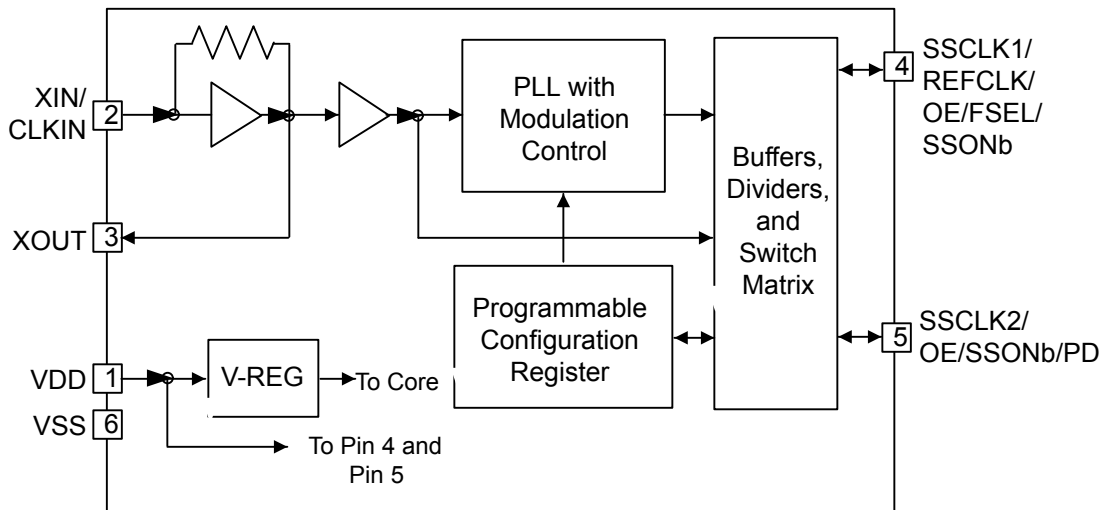 XIN/
CLKIN
2
XOUT
3
VDD
1
VSS
6
V-REG
To Core
To Pin 4 and
Pin 5
PLL with
Modulation
Control
Programmable
Configuration
Register
Buffers,
Dividers,
and
Switch
Matrix
4
SSCLK1/
REFCLK/
OE/FSEL/
SSONb
5
SSCLK2/
OE/SSONb/PD